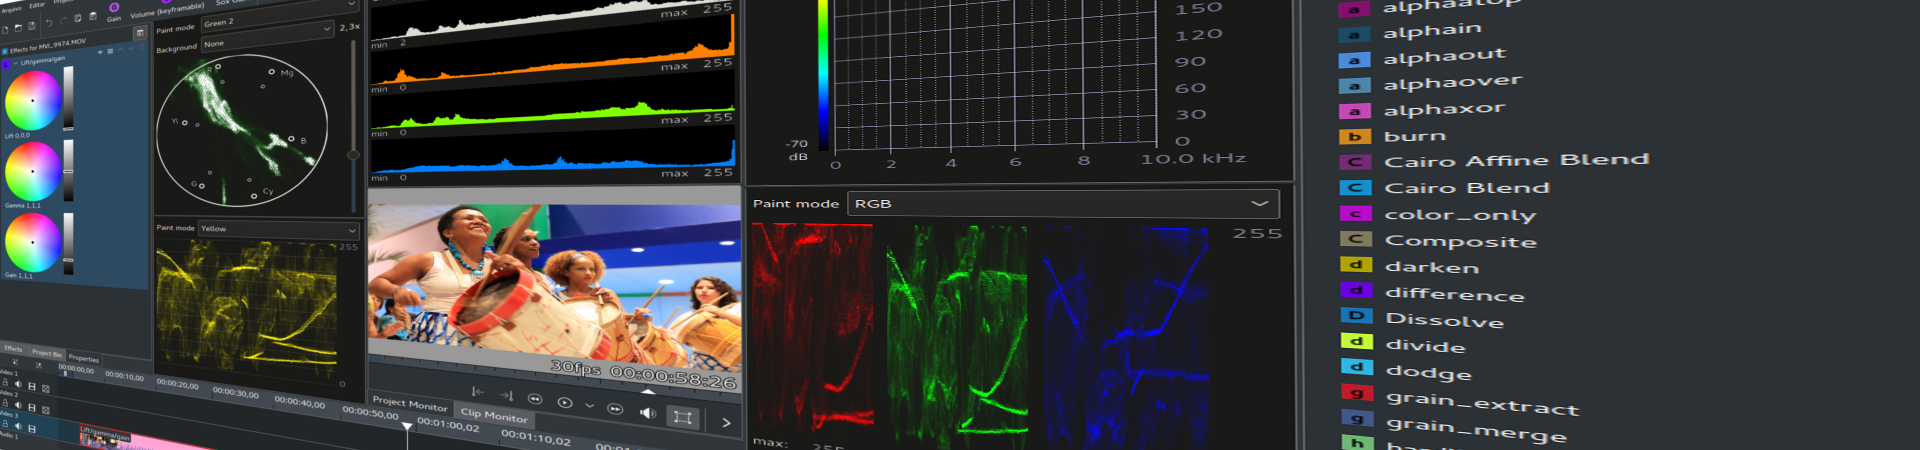 Arquivo Editar
Gain
Volume (keyframable)
Effects for MVI_9974.MOV
Lift/gamma/gain
Lift 0,0,0
Gamma 1,1,1
Gain 1,1,1
Effects Project Bin Properties
Paint mode Green 2
2,3x
Background None
R
Mg
Yl
B
G
Cy
Paint mode Yellow
255
0
max 255
min 2
max 255
min 0
max 255
min 0
max 255
min 0
30fps 00:00:58:26
Project Monitor Clip Monitor
-70
dB
150
120
90
60
30
0
0 2 4 6 8 10.0 kHz
Paint mode RGB
255
max: 255
a alphaatop
a alphain
a alphaout
a alphaover
a alphaxor
b burn
C Cairo Affine Blend
C Cairo Blend
c color_only
C Composite
d darken
d difference
D Dissolve
d divide
d dodge
g grain_extract
g grain_merge
h
00:00:00,00 00:00:10,00 00:00:20,00 00:00:30,00 00:00:40,00 00:00:50,00 00:01:00,02 00:01:10,02
Video 1
Video 2
Video 3
Audio 1
Lift/gamma/gain